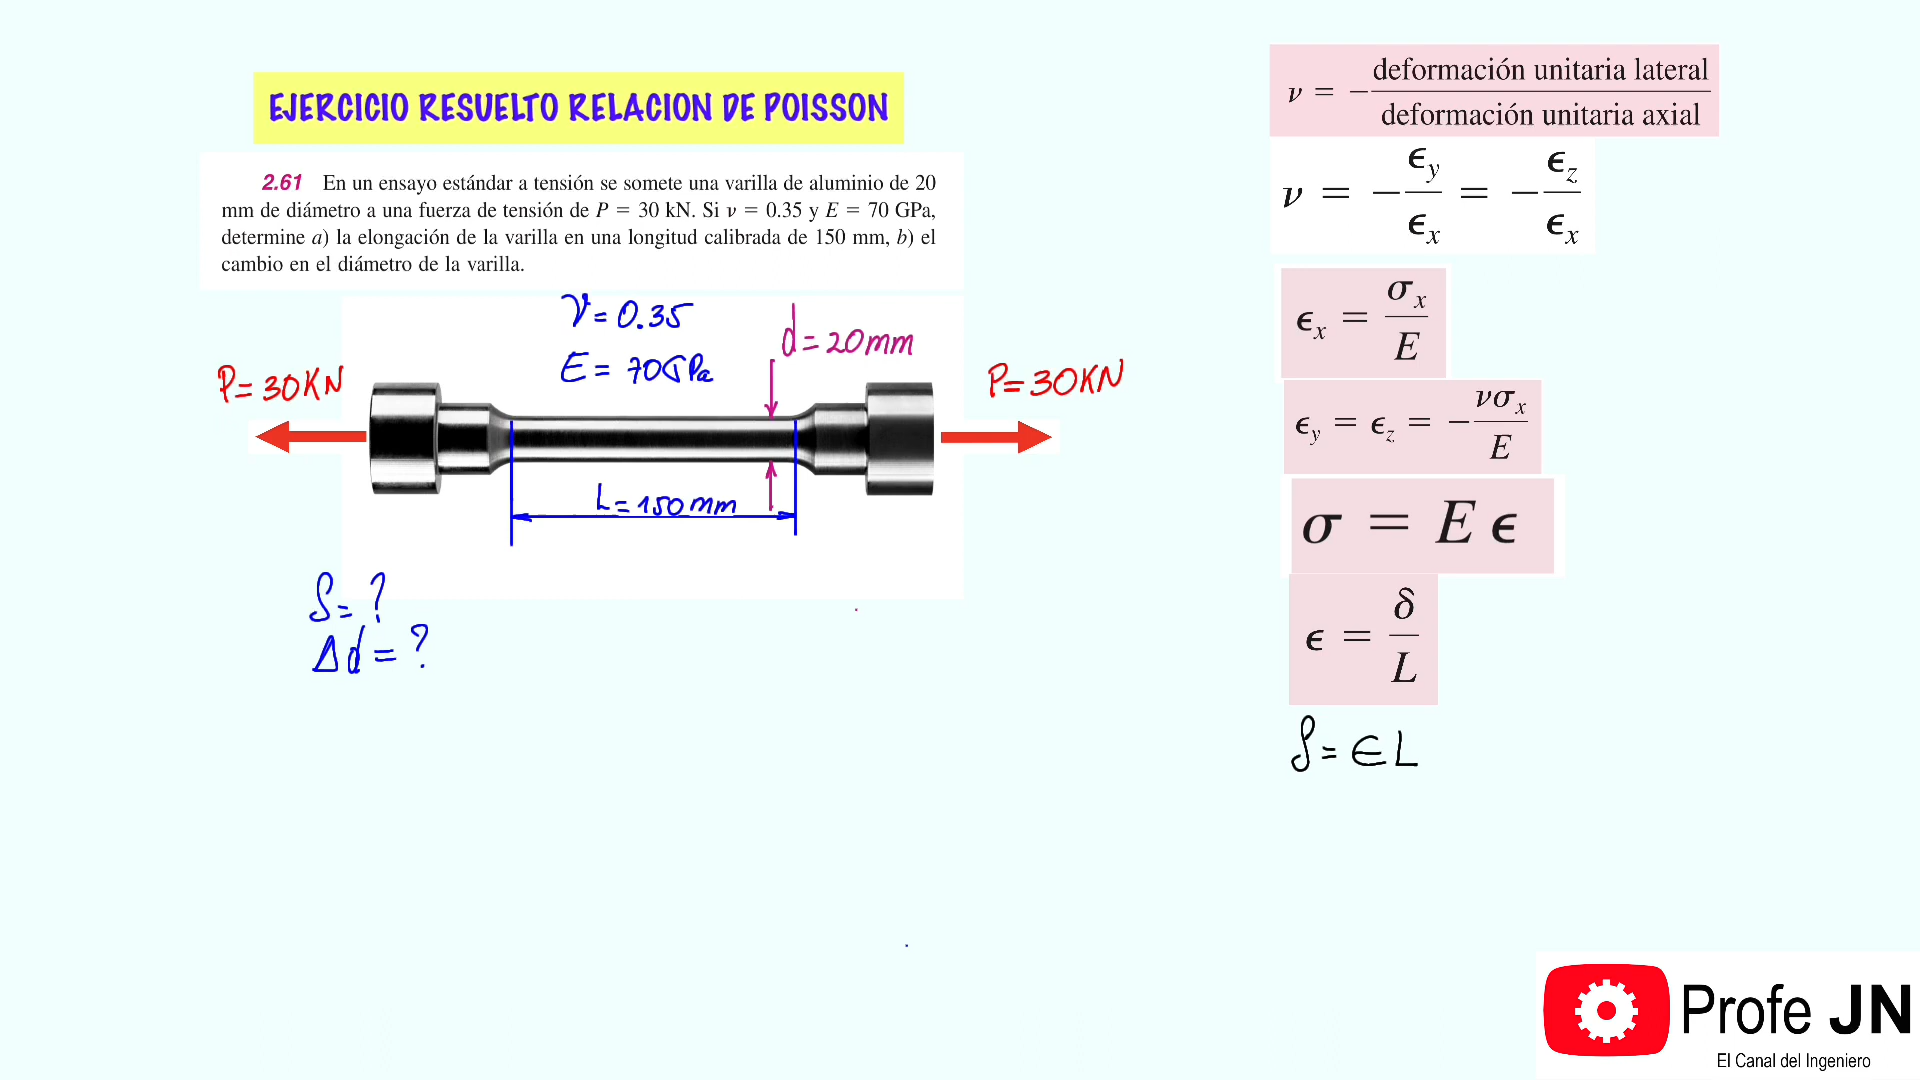 EJERCICIO RESUELTO RELACION DE POISSON
2.61 En un ensayo estándar a tensión se somete una varilla de aluminio de 20
mm de diámetro a una fuerza de tensión de P = 30 kN. Si ν = 0.35 y E = 70 GPa,
determine a) la elongación de la varilla en una longitud calibrada de 150 mm, b) el
cambio en el diámetro de la varilla.
ν = 0.35
E = 70GPa
d = 20mm
P = 30KN
P = 30KN
L = 150mm
δ = ?
Δd = ?
ν = − deformación unitaria lateral / deformación unitaria axial
ν = − ϵy / ϵx = − ϵz / ϵx
ϵx = σx / E
ϵy = ϵz = − νσx / E
σ = E ϵ
ϵ = δ / L
δ = ϵ L
Profe JN
El Canal del Ingeniero